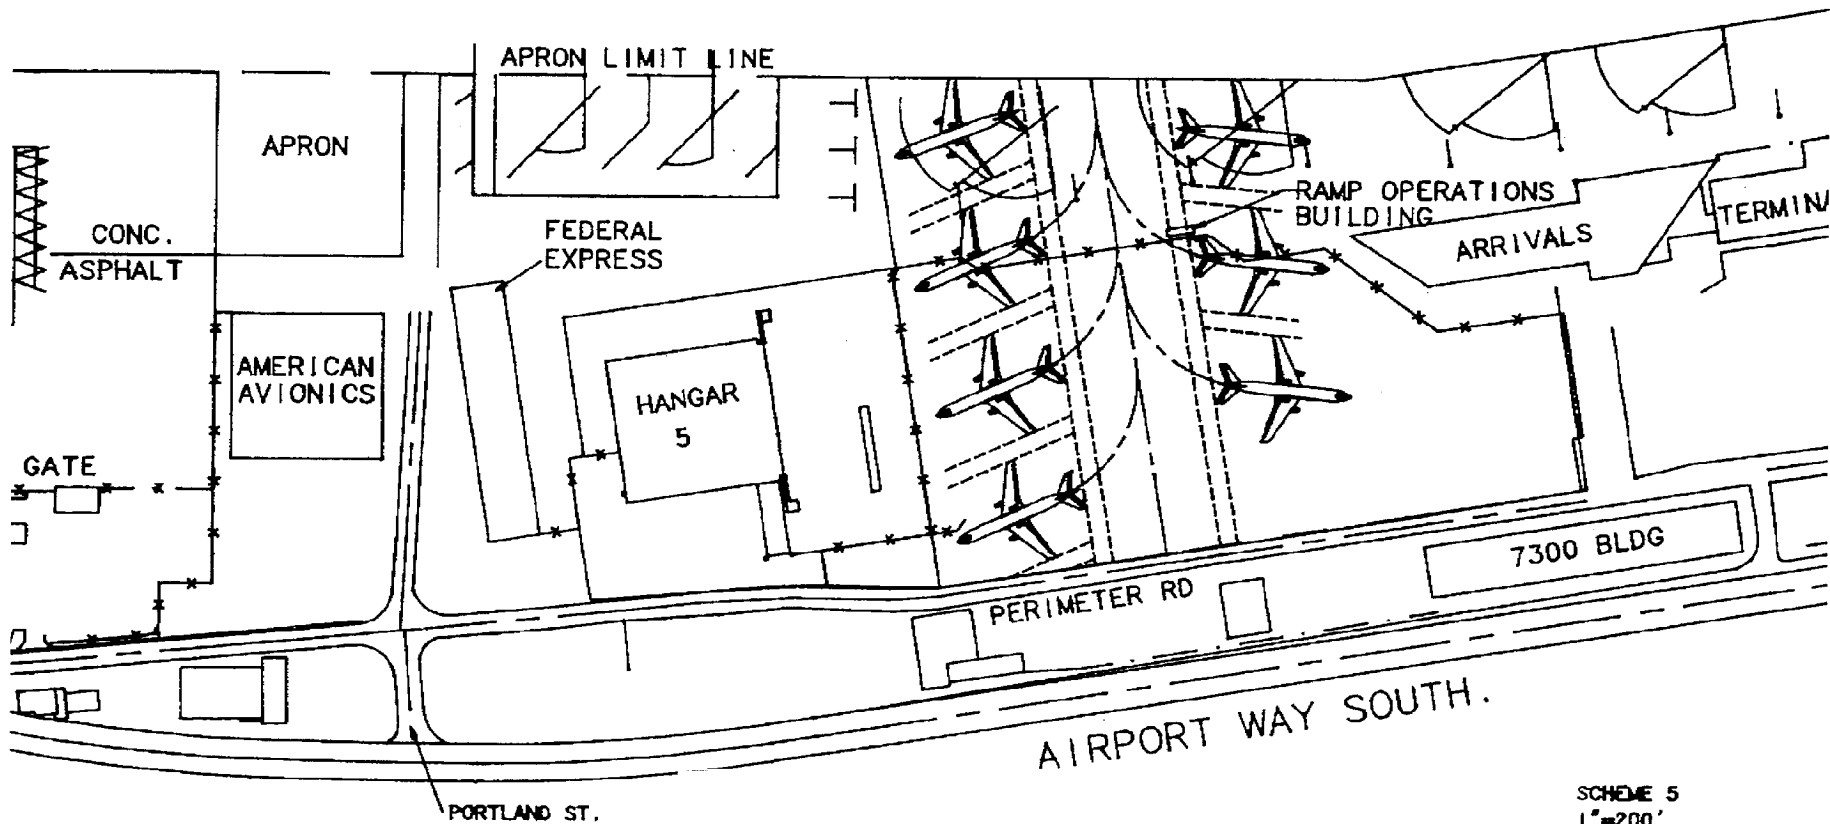 APRON LIMIT LINE
APRON
CONC.
ASPHALT
FEDERAL
EXPRESS
RAMP OPERATIONS
BUILDING
ARRIVALS
TERMINA
AMERICAN
AVIONICS
HANGAR
5
GATE
7300 BLDG
PERIMETER RD
AIRPORT WAY SOUTH.
PORTLAND ST.
SCHEME 5
1"=200'